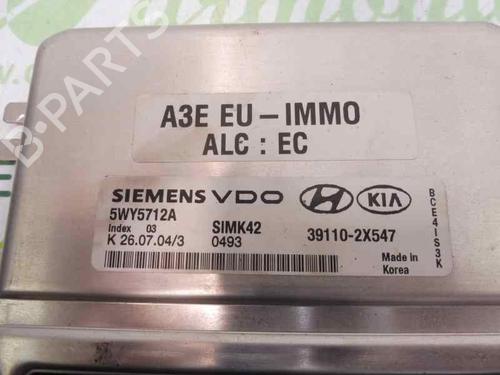 A3E EU-IMMO
ALC : EC
SIEMENS VDO
KIA
5WY5712A
SIMK42
Index 03
K 26.07.04/3
0493
39110-2X547
Made in
Korea
BCE4IS3K
B-PARTS